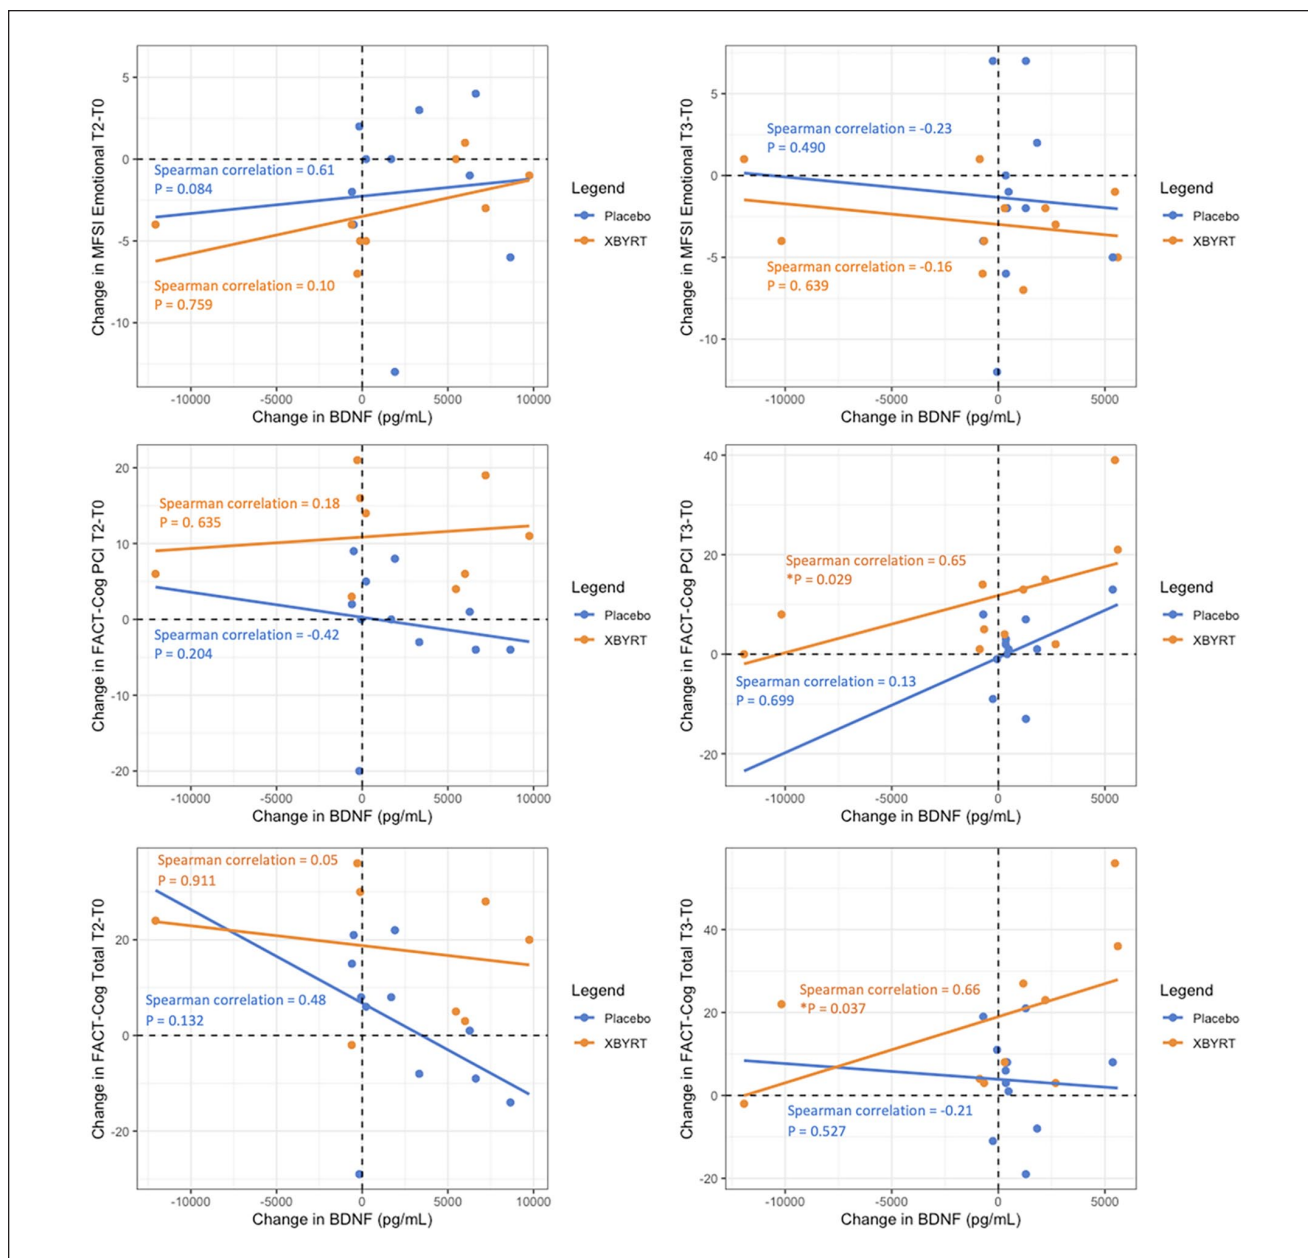 Change in MFSI Emotional T2-T0
5
0
-5
-10
Spearman correlation = 0.61
P = 0.084
Spearman correlation = 0.10
P = 0.759
-10000 -5000 0 5000 10000
Change in BDNF (pg/mL)
Legend
Placebo
XBYRT
Change in MFSI Emotional T3-T0
5
0
-5
-10
Spearman correlation = -0.23
P = 0.490
Spearman correlation = -0.16
P = 0. 639
-10000 -5000 0 5000
Change in BDNF (pg/mL)
Legend
Placebo
XBYRT
Change in FACT-Cog PCI T2-T0
20
10
0
-10
-20
Spearman correlation = 0.18
P = 0. 635
Spearman correlation = -0.42
P = 0.204
-10000 -5000 0 5000 10000
Change in BDNF (pg/mL)
Legend
Placebo
XBYRT
Change in FACT-Cog PCI T3-T0
40
20
0
-20
Spearman correlation = 0.65
*P = 0.029
Spearman correlation = 0.13
P = 0.699
-10000 -5000 0 5000
Change in BDNF (pg/mL)
Legend
Placebo
XBYRT
Change in FACT-Cog Total T2-T0
20
0
-20
Spearman correlation = 0.05
P = 0.911
Spearman correlation = 0.48
P = 0.132
-10000 -5000 0 5000 10000
Change in BDNF (pg/mL)
Legend
Placebo
XBYRT
Change in FACT-Cog Total T3-T0
40
20
0
-20
Spearman correlation = 0.66
*P = 0.037
Spearman correlation = -0.21
P = 0.527
-10000 -5000 0 5000
Change in BDNF (pg/mL)
Legend
Placebo
XBYRT